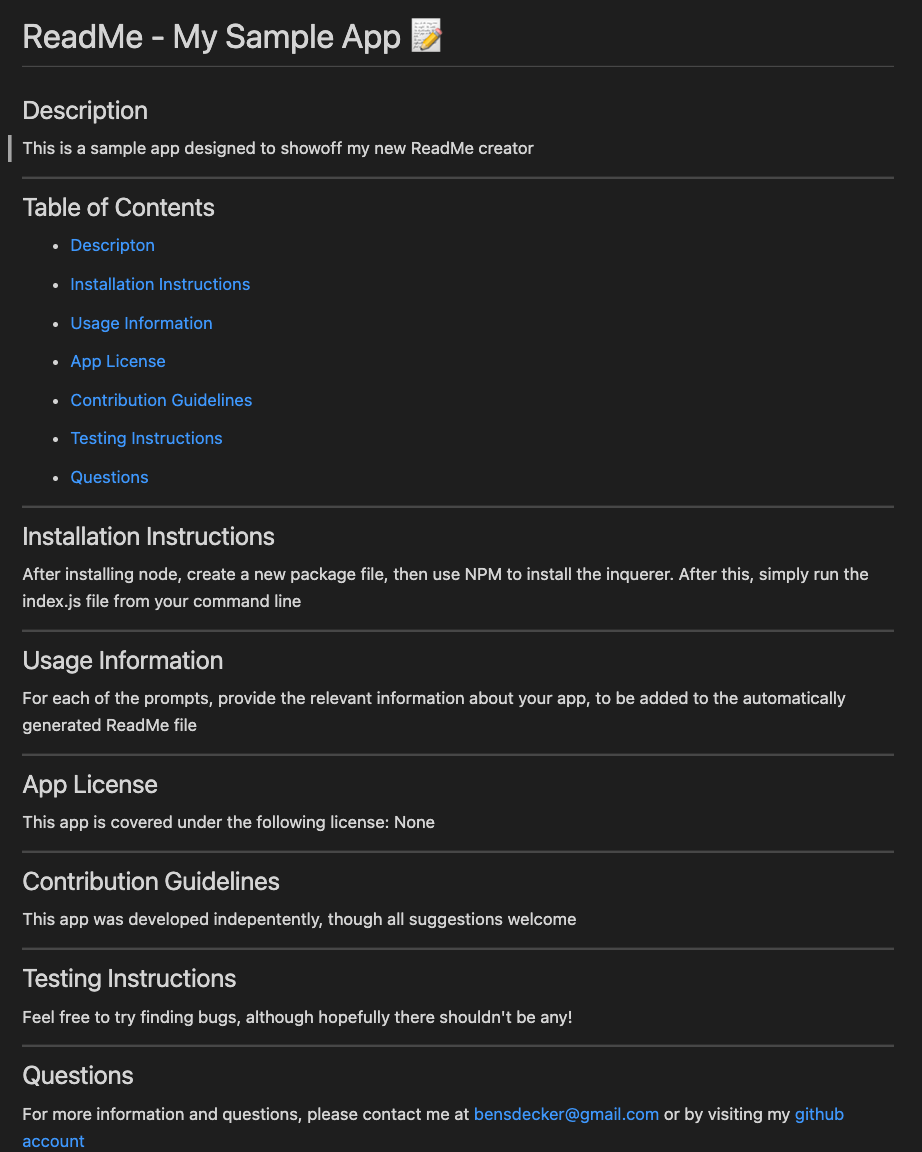 ReadMe - My Sample App 📝
Description
This is a sample app designed to showoff my new ReadMe creator
Table of Contents
• Descripton
• Installation Instructions
• Usage Information
• App License
• Contribution Guidelines
• Testing Instructions
• Questions
Installation Instructions
After installing node, create a new package file, then use NPM to install the inquerer. After this, simply run the
index.js file from your command line
Usage Information
For each of the prompts, provide the relevant information about your app, to be added to the automatically
generated ReadMe file
App License
This app is covered under the following license: None
Contribution Guidelines
This app was developed indepentently, though all suggestions welcome
Testing Instructions
Feel free to try finding bugs, although hopefully there shouldn't be any!
Questions
For more information and questions, please contact me at bensdecker@gmail.com or by visiting my github
account